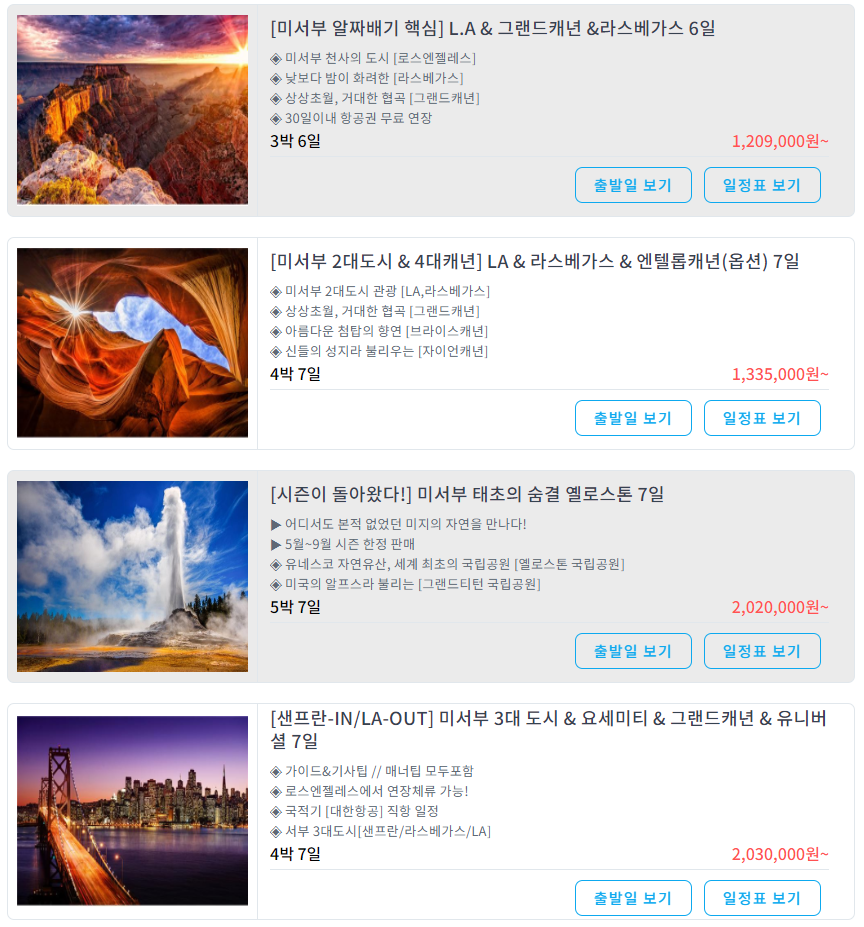 [미서부 알짜배기 핵심] L.A & 그랜드캐년 &라스베가스 6일
◈ 미서부 천사의 도시 [로스엔젤레스]
◈ 낮보다 밤이 화려한 [라스베가스]
◈ 상상초월, 거대한 협곡 [그랜드캐년]
◈ 30일이내 항공권 무료 연장
3박 6일 1,209,000원~
출발일 보기 일정표 보기
[미서부 2대도시 & 4대캐년] LA & 라스베가스 & 엔텔롭캐년(옵션) 7일
◈ 미서부 2대도시 관광 [LA,라스베가스]
◈ 상상초월, 거대한 협곡 [그랜드캐년]
◈ 아름다운 첨탑의 향연 [브라이스캐년]
◈ 신들의 성지라 불리우는 [자이언캐년]
4박 7일 1,335,000원~
출발일 보기 일정표 보기
[시즌이 돌아왔다!] 미서부 태초의 숨결 옐로스톤 7일
▶ 어디서도 본적 없었던 미지의 자연을 만나다!
▶ 5월~9월 시즌 한정 판매
◈ 유네스코 자연유산, 세계 최초의 국립공원 [옐로스톤 국립공원]
◈ 미국의 알프스라 불리는 [그랜드티턴 국립공원]
5박 7일 2,020,000원~
출발일 보기 일정표 보기
[샌프란-IN/LA-OUT] 미서부 3대 도시 & 요세미티 & 그랜드캐년 & 유니버
셜 7일
◈ 가이드&기사팁 // 매너팁 모두포함
◈ 로스엔젤레스에서 연장체류 가능!
◈ 국적기 [대한항공] 직항 일정
◈ 서부 3대도시[샌프란/라스베가스/LA]
4박 7일 2,030,000원~
출발일 보기 일정표 보기